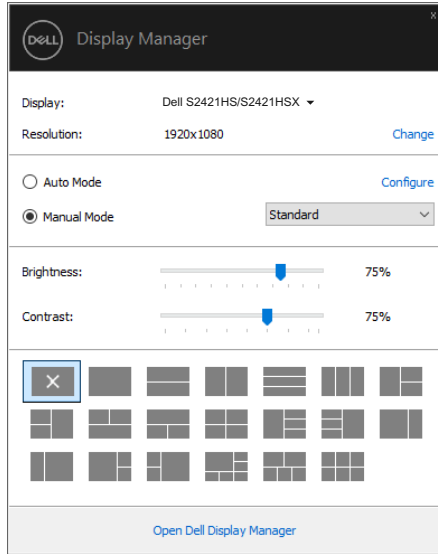 x
DELL Display Manager
Display: Dell S2421HS/S2421HSX
Resolution: 1920x1080 Change
Auto Mode Configure
Manual Mode Standard
Brightness: 75%
Contrast: 75%
Open Dell Display Manager